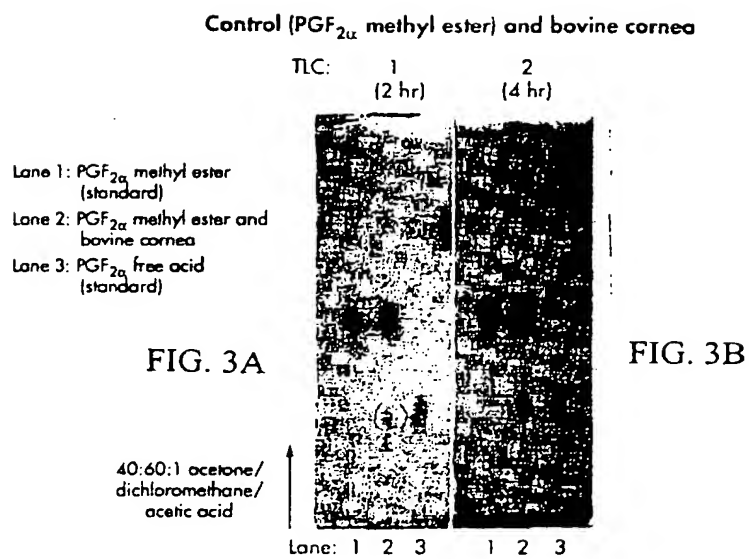 Control (PGF2α methyl ester) and bovine cornea
TLC: 1 2
(2 hr) (4 hr)
Lane 1: PGF2α methyl ester
(standard)
Lane 2: PGF2α methyl ester and
bovine cornea
Lane 3: PGF2α free acid
(standard)
FIG. 3A
FIG. 3B
40:60:1 acetone/
dichloromethane/
acetic acid
Lane: 1 2 3 1 2 3